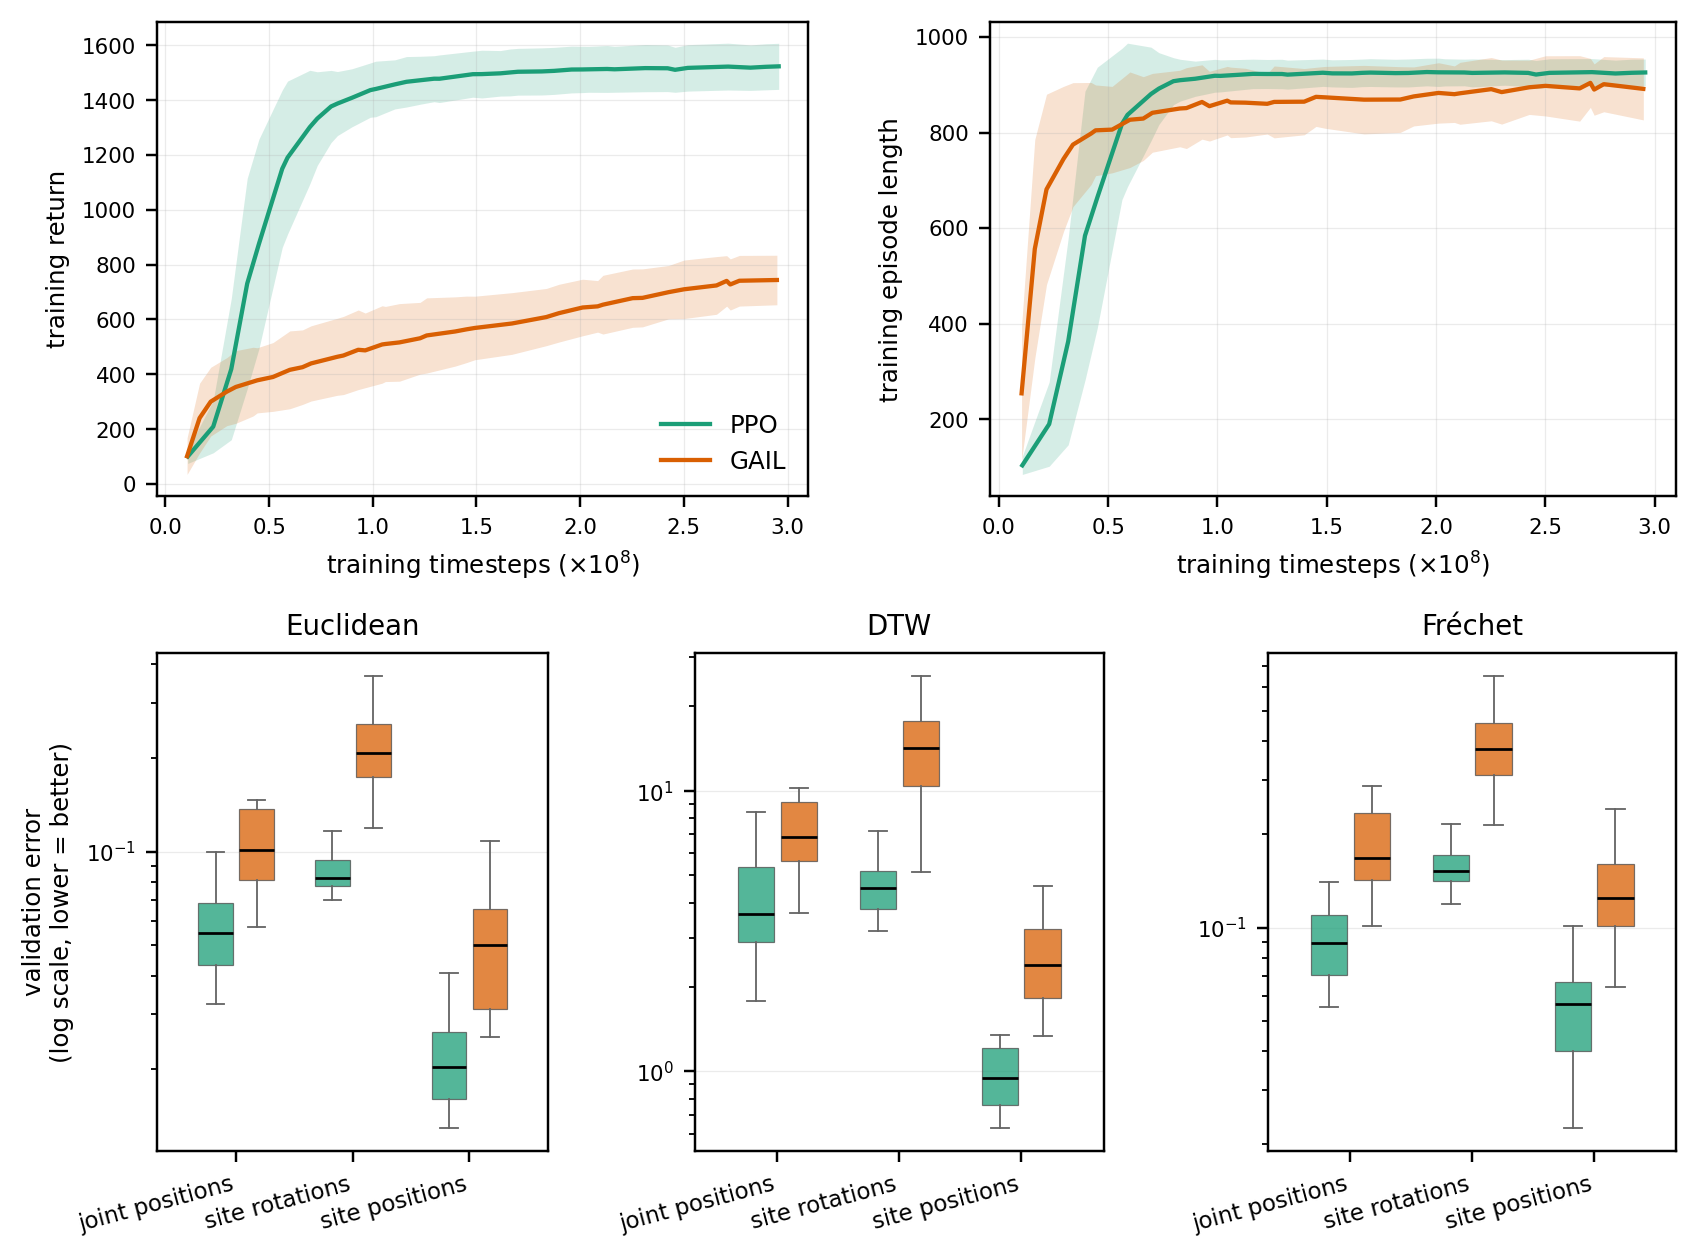 training return
1600
1400
1200
1000
800
600
400
200
0
PPO
GAIL
0.0 0.5 1.0 1.5 2.0 2.5 3.0
training timesteps (×10⁸)
training episode length
1000
800
600
400
200
0.0 0.5 1.0 1.5 2.0 2.5 3.0
training timesteps (×10⁸)
validation error
(log scale, lower = better)
Euclidean
10⁻¹
joint positions
site rotations
site positions
DTW
10¹
10⁰
joint positions
site rotations
site positions
Fréchet
10⁻¹
joint positions
site rotations
site positions